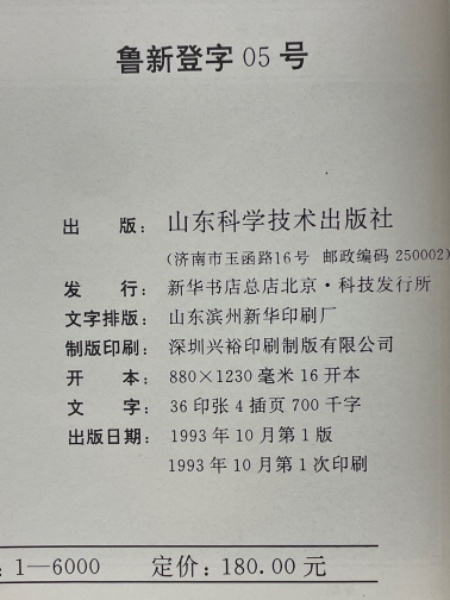 鲁新登字 05 号
出 版: 山东科学技术出版社
(济南市玉函路16号 邮政编码 250002)
发 行: 新华书店总店北京·科技发行所
文字排版: 山东滨州新华印刷厂
制版印刷: 深圳兴裕印刷制版有限公司
开 本: 880×1230 毫米 16 开本
文 字: 36 印张 4 插页 700 千字
出版日期: 1993 年 10 月第 1 版
1993 年 10 月第 1 次印刷
: 1—6000 定价: 180.00 元